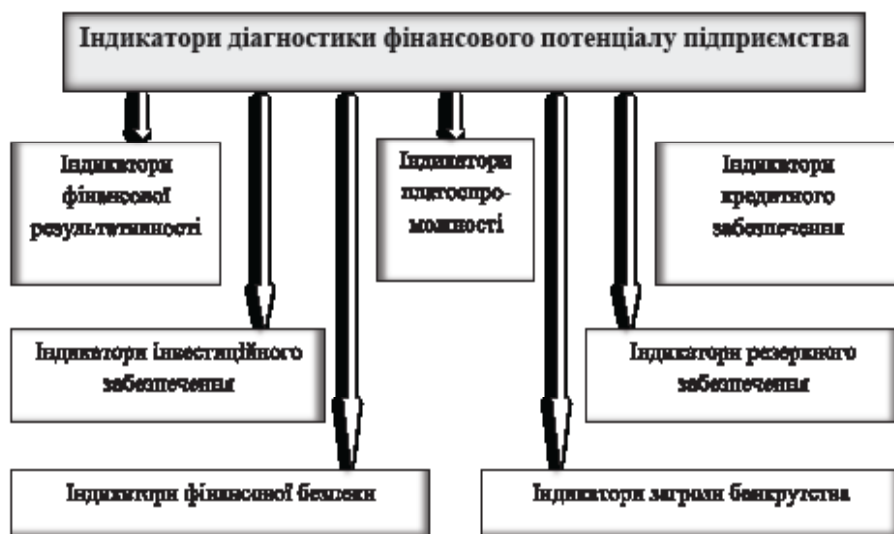 Індикатори діагностики фінансового потенціалу підприємства
Індикатори
фінансової
результативності
Індикатори
платоспро-
можності
Індикатори
кредитного
забезпечення
Індикатори інвестиційного
забезпечення
Індикатори резервного
забезпечення
Індикатори фінансової безпеки
Індикатори загрози банкрутства